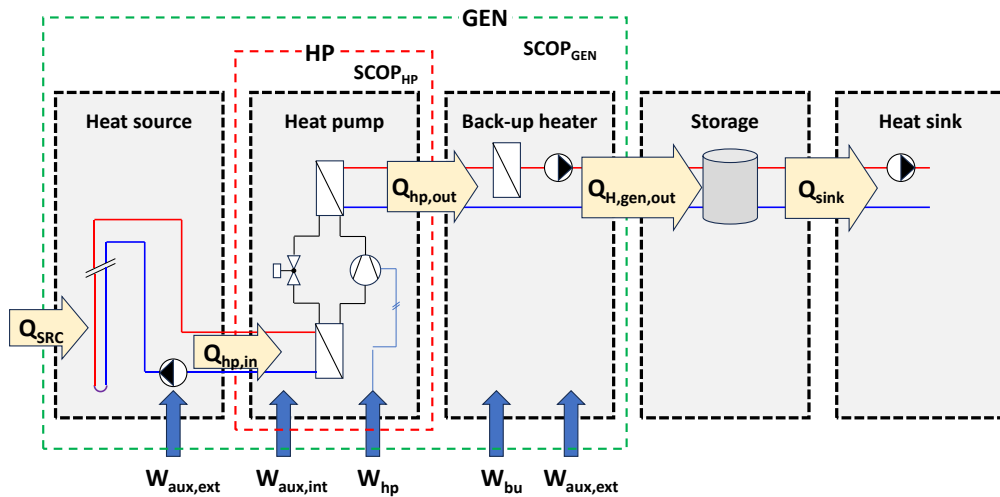 GEN
HP
SCOPGEN
SCOPHP
Heat source
Heat pump
Back-up heater
Storage
Heat sink
Qhp,out
QH,gen,out
Qsink
QSRC
Qhp,in
Waux,ext
Waux,int
Whp
Wbu
Waux,ext